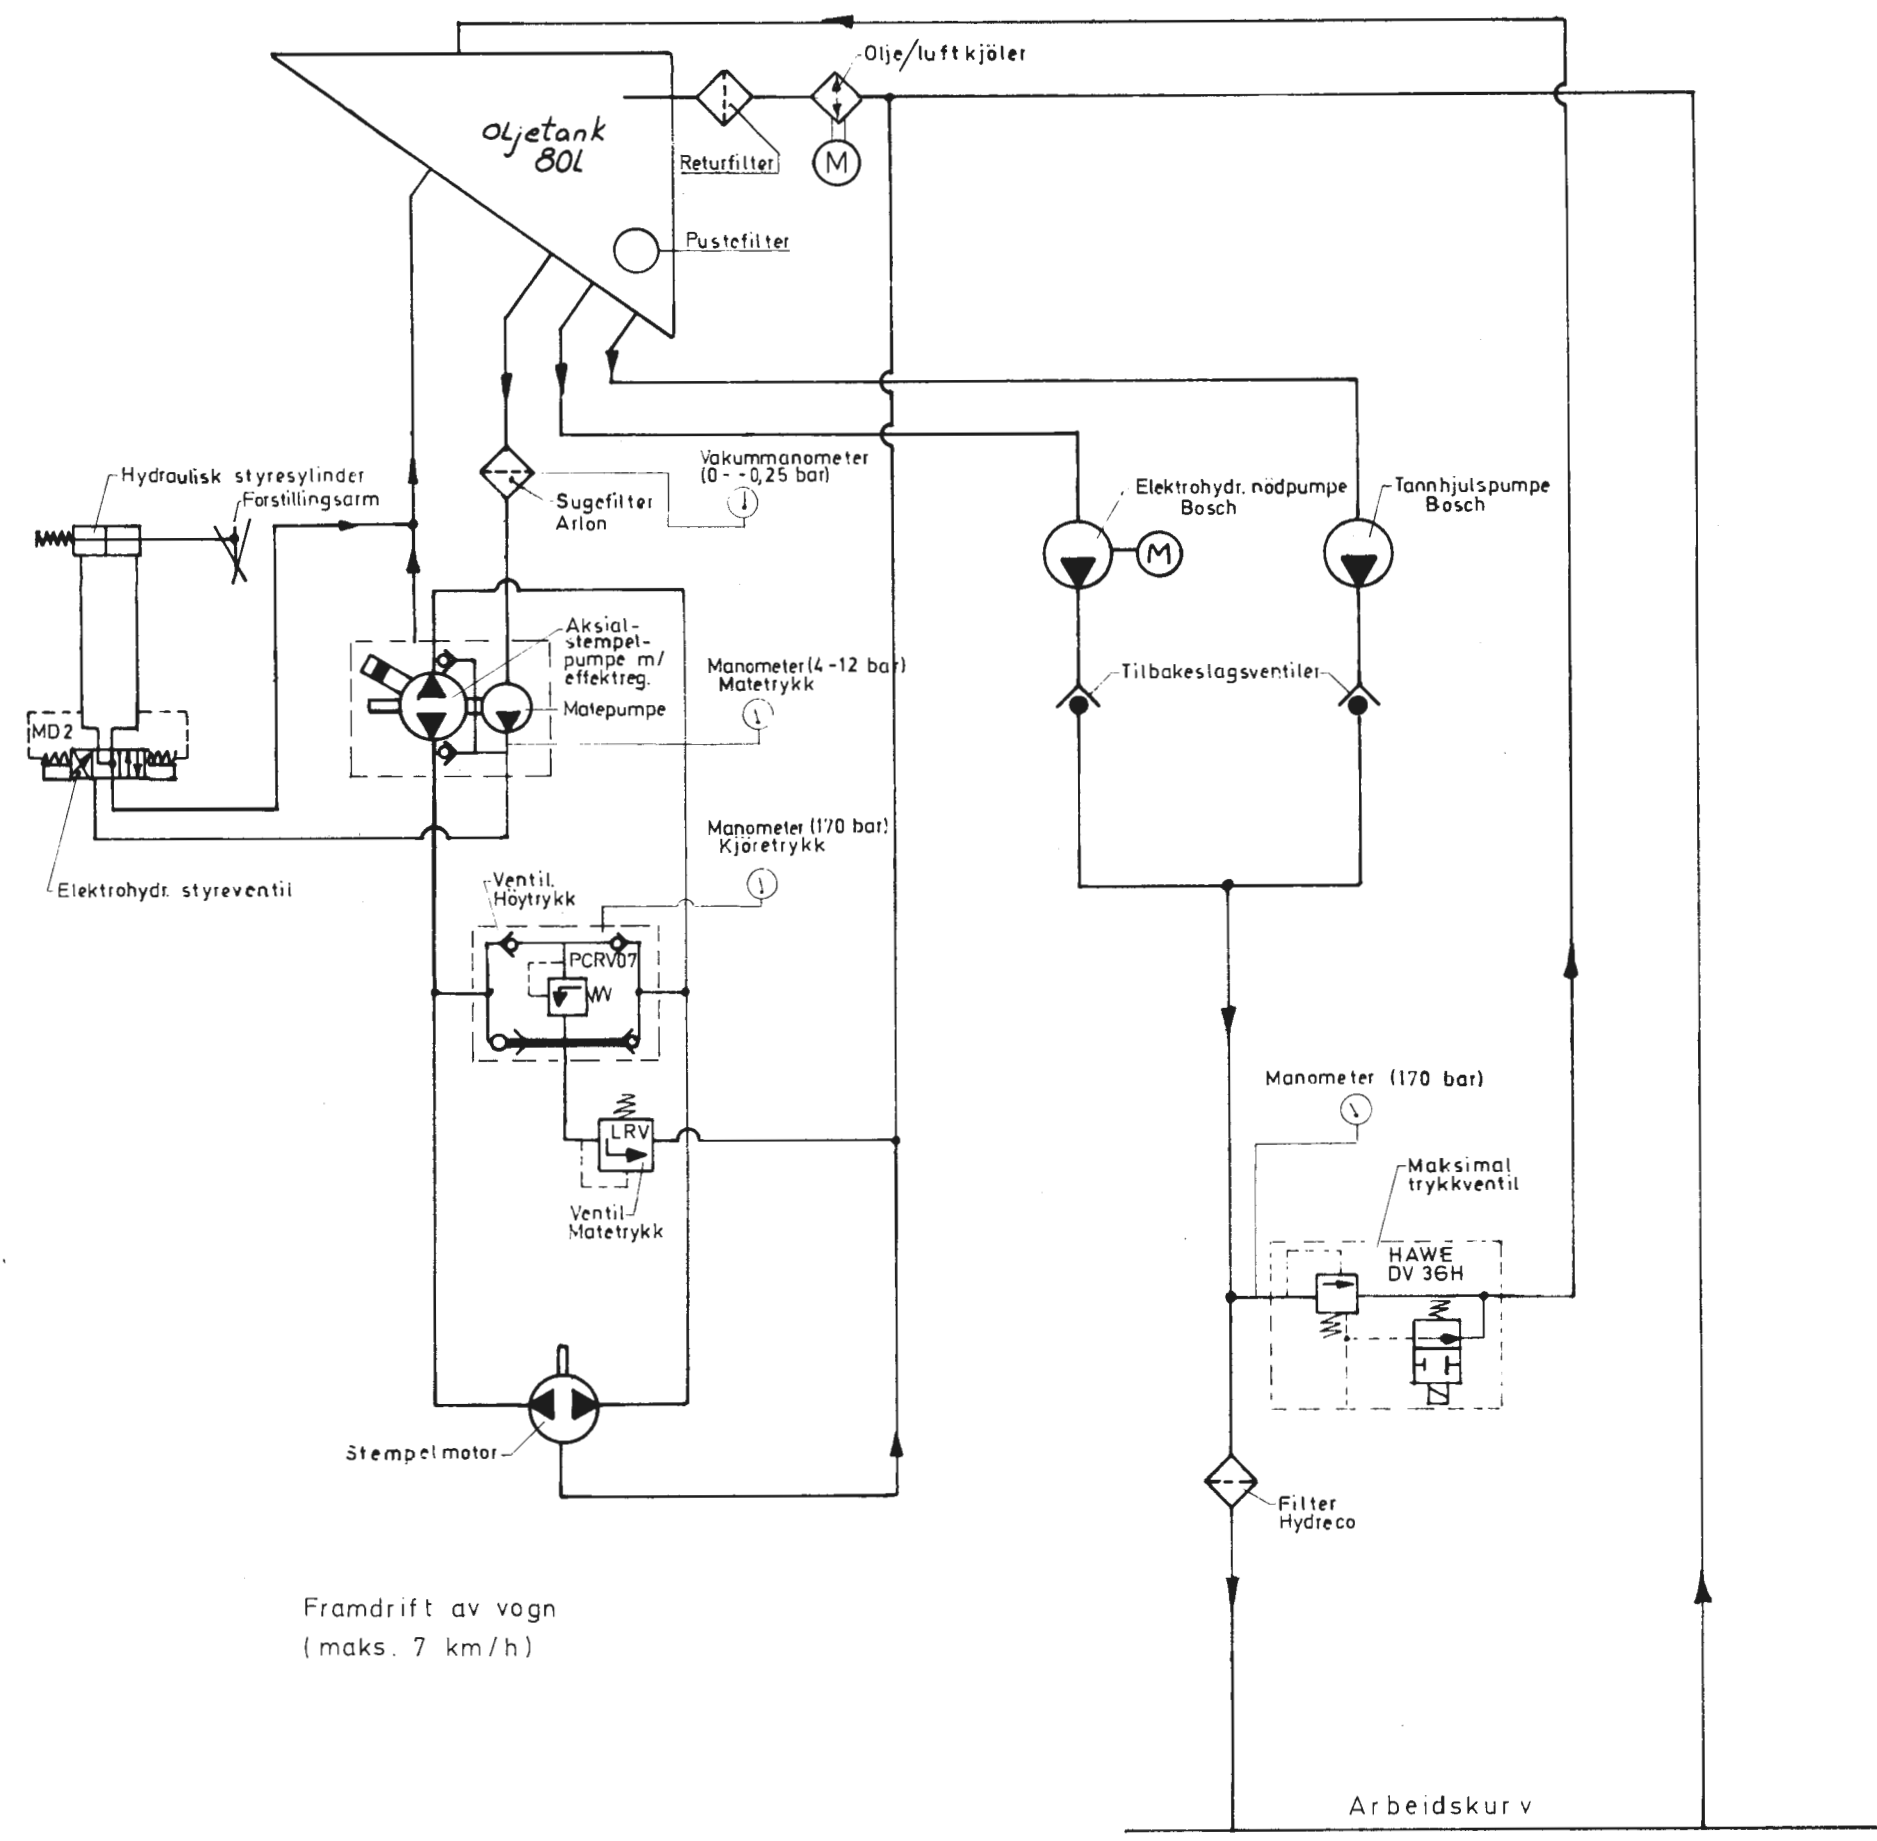 Olje/luftkjöler
Oljetank
80L
Returfilter
M
Pustefilter
Vakummanometer
(0--0,25 bar)
Hydraulisk styresylinder
Forstillingsarm
Sugefilter
Arlon
Elektrohydr. nödpumpe
Bosch
Tannhjulspumpe
Bosch
M
Aksial-
stempel-
pumpe m/
effektreg.
Manometer (4-12 bar)
Matetrykk
Tilbakeslagsventiler
Matepumpe
MD2
Manometer (170 bar)
Kjöretrykk
Elektrohydr. styreventil
Ventil
Höytrykk
PCRV07
Manometer (170 bar)
LRV
Ventil
Matetrykk
Maksimal
trykkventil
HAWE
DV 36H
Stempelmotor
Filter
Hydreco
Framdrift av vogn
(maks. 7 km/h)
Arbeidskurv